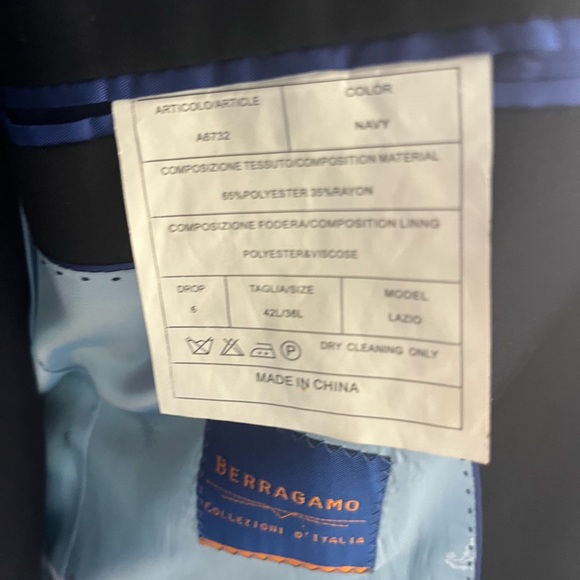 ARTICOLO/ARTICLE
COLOR
A6732
NAVY
COMPOSIZIONE TESSUTO/COMPOSITION MATERIAL
65%POLYESTER 35%RAYON
COMPOSIZIONE FODERA/COMPOSITION LINNG
POLYESTER&VISCOSE
DROP
TAGLIA/SIZE
MODEL
6
42L/36L
LAZIO
P
DRY CLEANING ONLY
MADE IN CHINA
BERRAGAMO
COLLEZIONI D'ITALIA